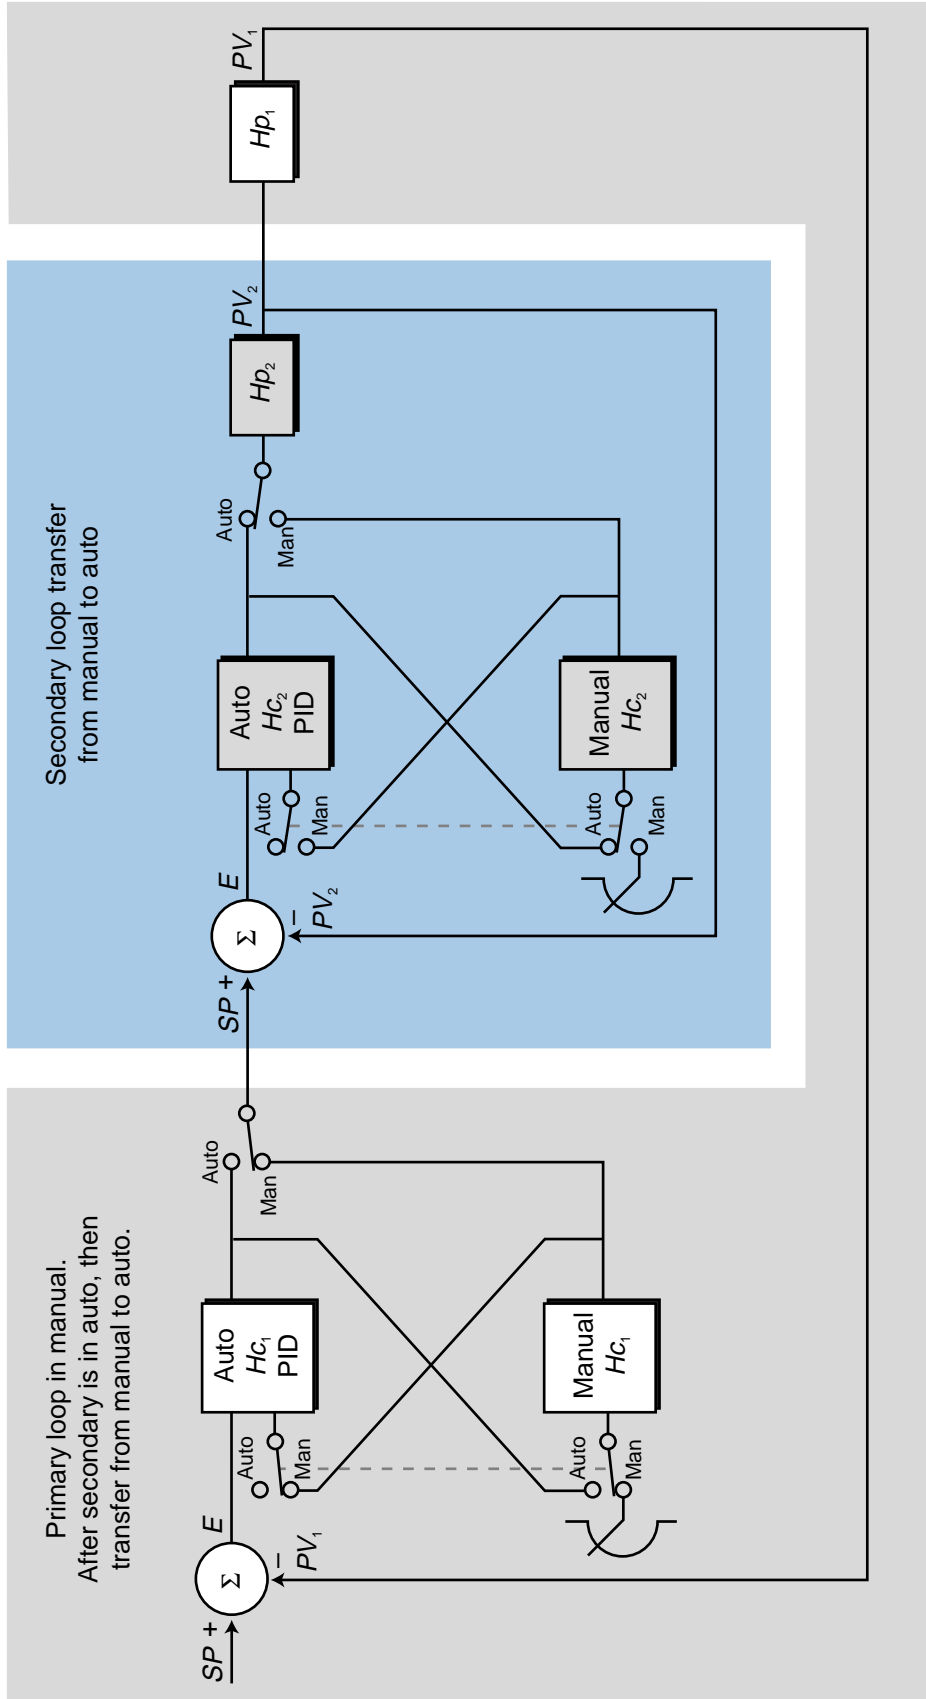 Primary loop in manual.
After secondary is in auto, then
transfer from manual to auto.
Secondary loop transfer
from manual to auto
SP +
Σ
E
–
PV₁
Auto
Man
Auto
Hc₁
PID
Auto
Man
Auto
Man
Manual
Hc₁
SP +
Σ
E
–
PV₂
Auto
Man
Auto
Hc₂
PID
Auto
Man
Auto
Man
Manual
Hc₂
Hp₂
PV₂
Hp₁
PV₁